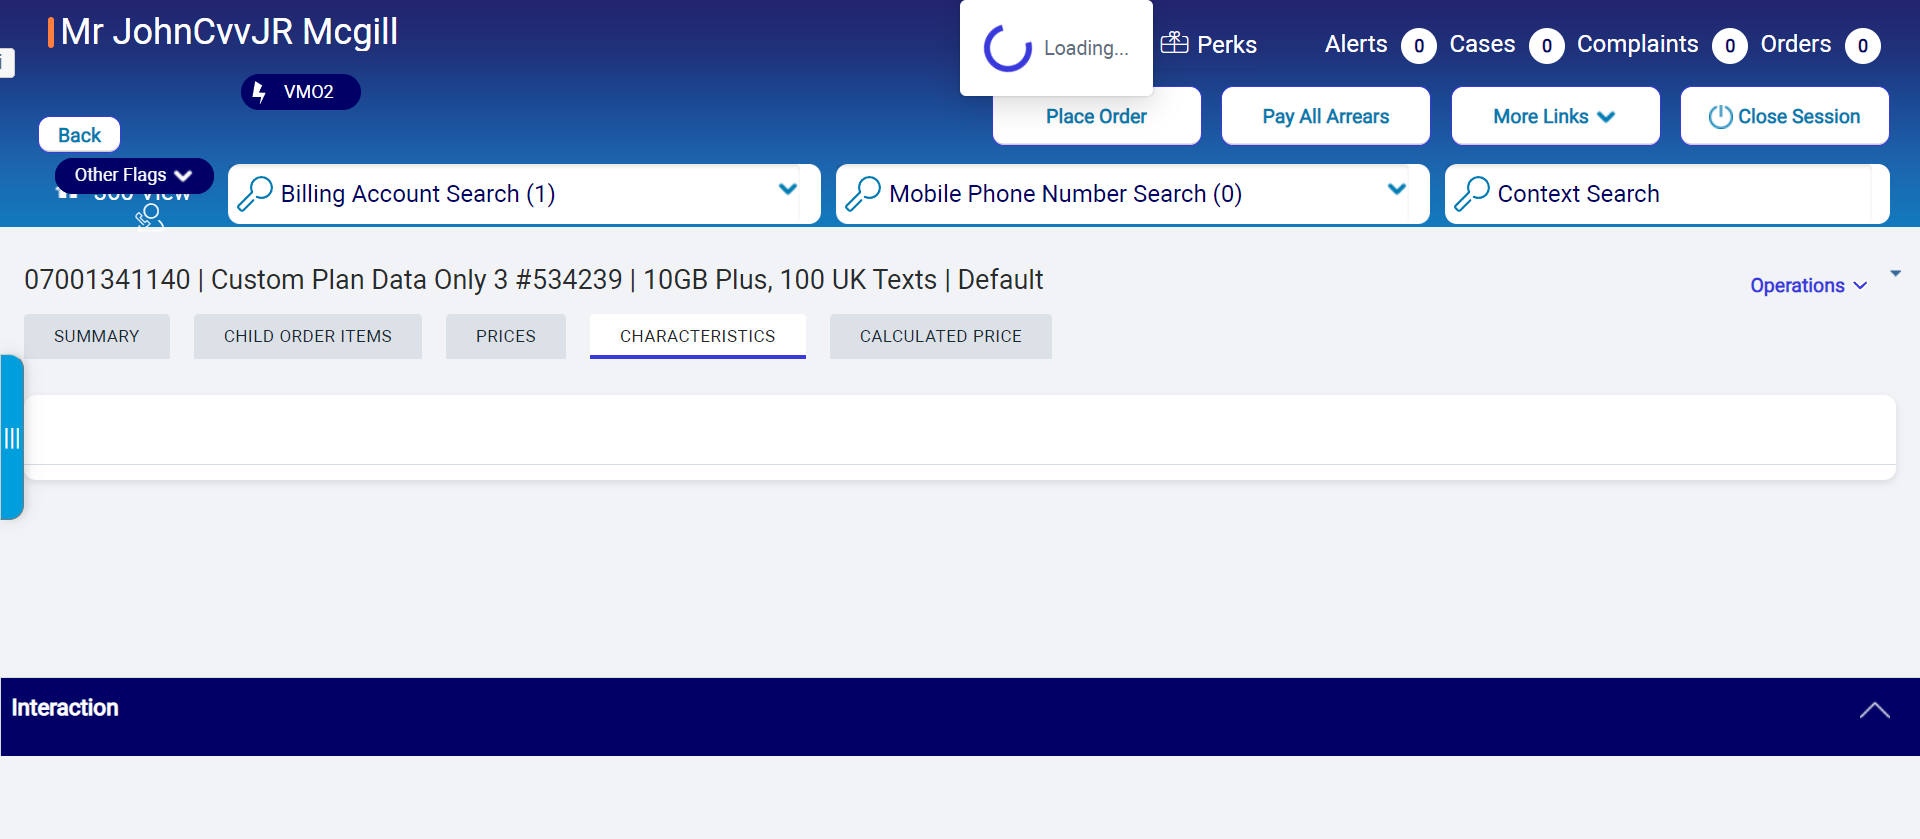 Mr JohnCvvJR Mcgill
Loading...
Perks
Alerts 0 Cases 0 Complaints 0 Orders 0
VMO2
Back
Place Order
Pay All Arrears
More Links
Close Session
Other Flags
360 View
Billing Account Search (1)
Mobile Phone Number Search (0)
Context Search
07001341140 | Custom Plan Data Only 3 #534239 | 10GB Plus, 100 UK Texts | Default
Operations
SUMMARY
CHILD ORDER ITEMS
PRICES
CHARACTERISTICS
CALCULATED PRICE
Interaction